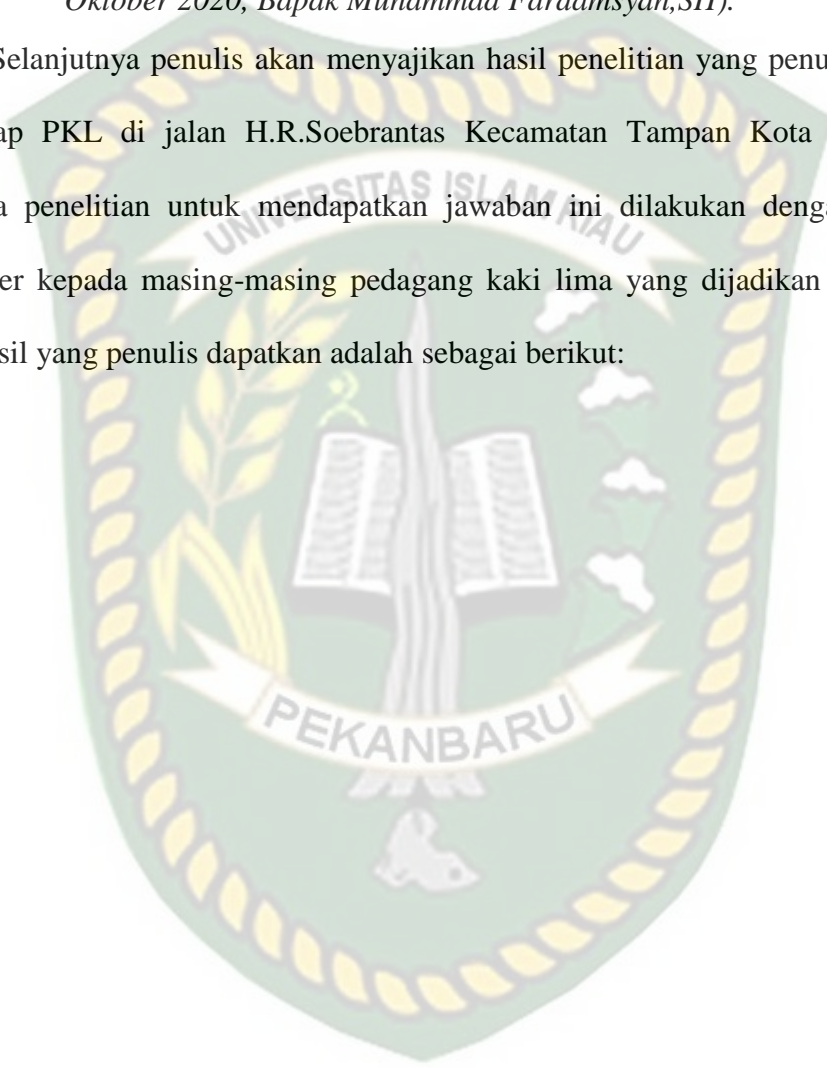 Oktober 2020, Bapak Muhammad Fardamsyah,SH).
Selanjutnya penulis akan menyajikan hasil penelitian yang penu
ap PKL di jalan H.R.Soebrantas Kecamatan Tampan Kota
a penelitian untuk mendapatkan jawaban ini dilakukan denga
er kepada masing-masing pedagang kaki lima yang dijadikan
sil yang penulis dapatkan adalah sebagai berikut:
UNIVERSITAS ISLAM RIAU
PEKANBARU